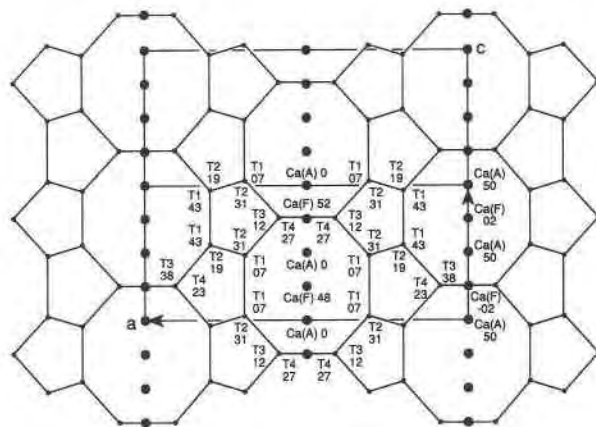 c
T2 T1 Ca(A) 0 T1 T2 Ca(A)
19 07 07 19 50
T1 T2 Ca(F) 52 T2 T1 Ca(F)
43 31 31 43 02
T3 T3
12 12
T1 T2 T4 T4 T2 T1
43 31 27 27 31 43
T2 T1 Ca(A) 0 T1 T2 Ca(A)
19 07 07 19 50
T3 T3
38 38
T4 Ca(F) 48 T4 Ca(F)
23 23 -02
T1 T1
07 07
a Ca(A) 0 Ca(A)
50
T2 T2
31 31
T3 T4 T4 T3
12 27 27 12